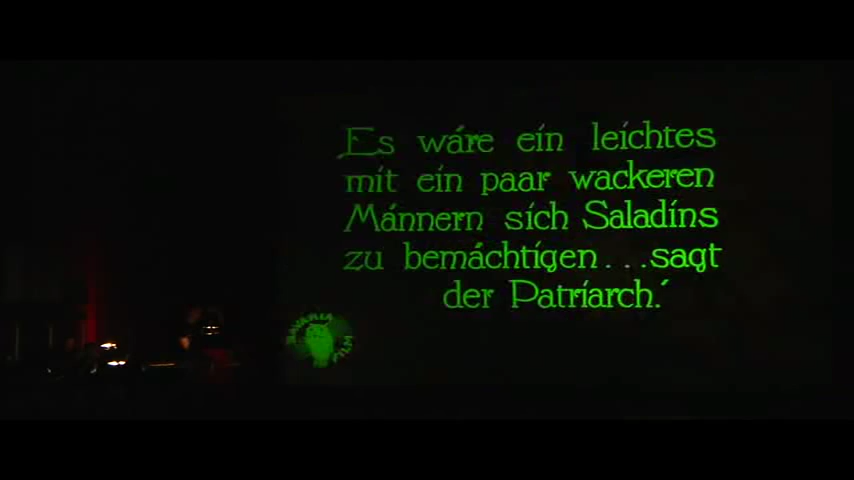 Es wäre ein leichtes
mit ein paar wackeren
Männern sich Saladins
zu bemächtigen...sagt
der Patriarch.'
BAVARIA
FILM